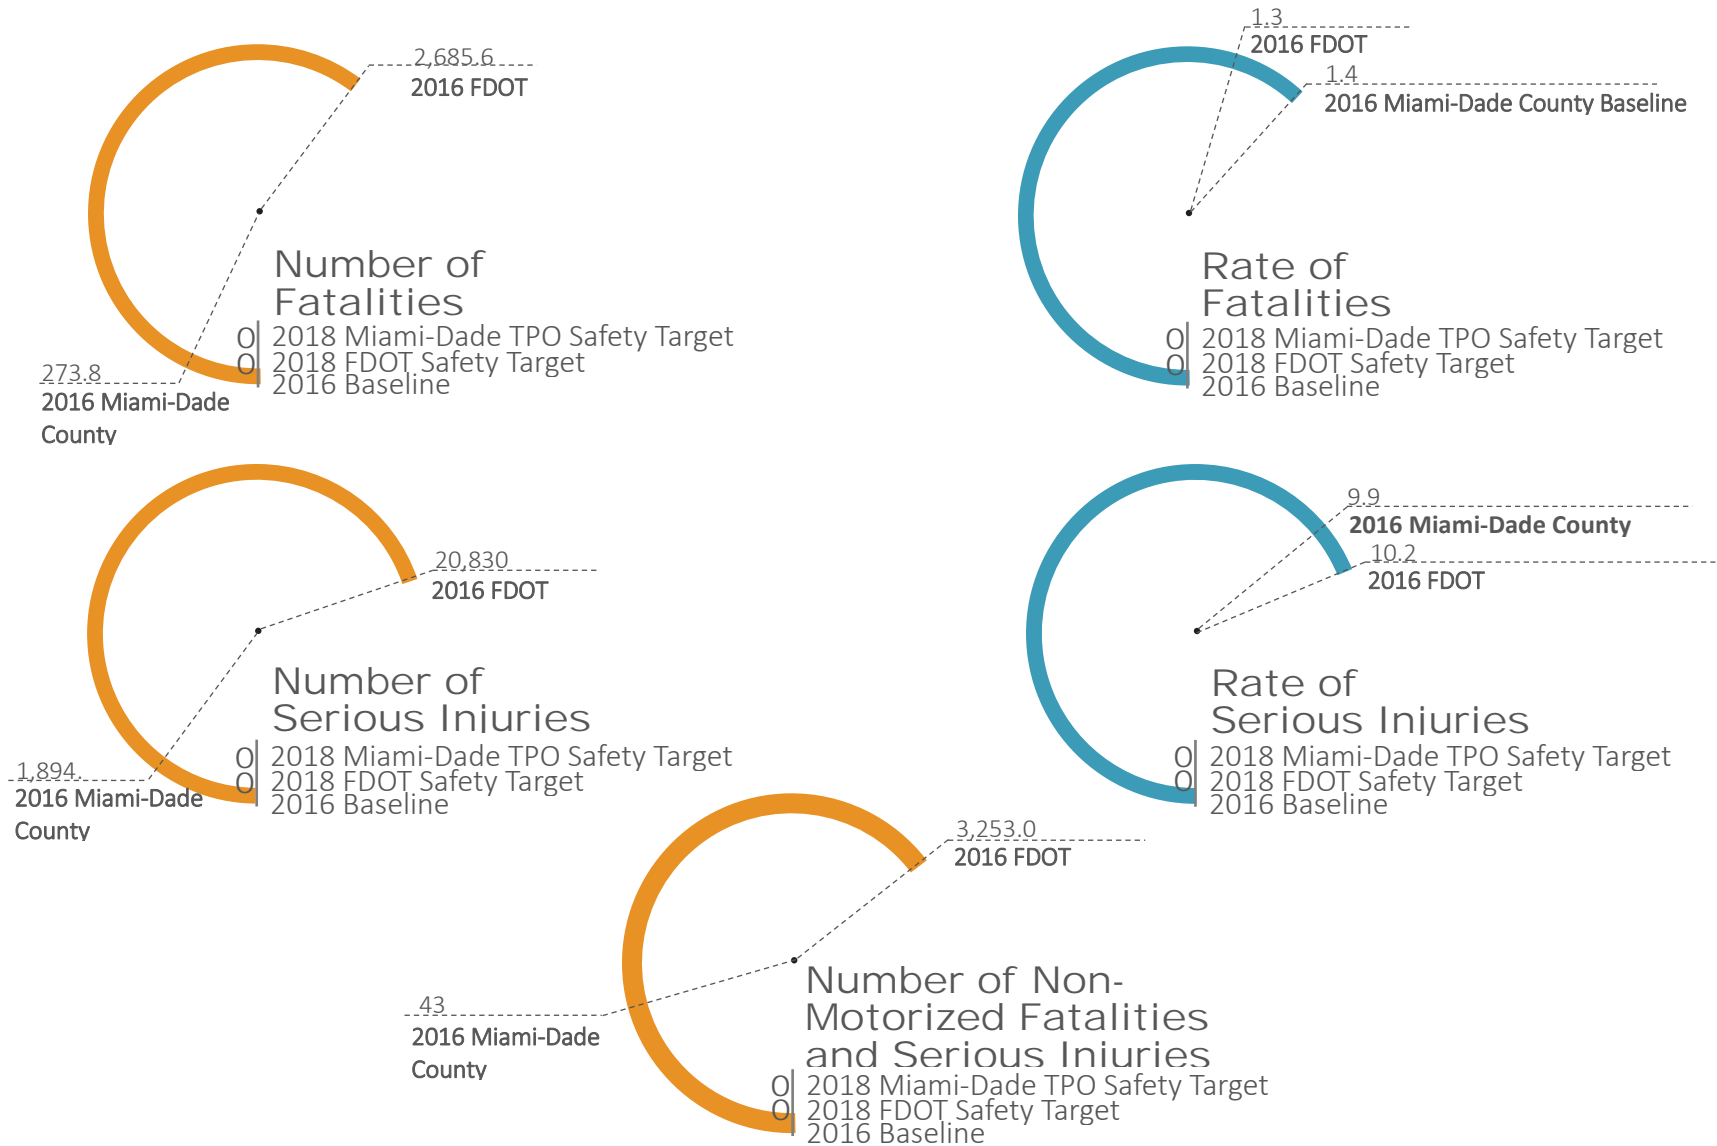 2,685.6
2016 FDOT
Number of
Fatalities
0 2018 Miami-Dade TPO Safety Target
0 2018 FDOT Safety Target
2016 Baseline
273.8
2016 Miami-Dade
County
1.3
2016 FDOT
1.4
2016 Miami-Dade County Baseline
Rate of
Fatalities
0 2018 Miami-Dade TPO Safety Target
0 2018 FDOT Safety Target
2016 Baseline
20,830
2016 FDOT
Number of
Serious Injuries
0 2018 Miami-Dade TPO Safety Target
0 2018 FDOT Safety Target
2016 Baseline
1,894.
2016 Miami-Dade
County
9.9
2016 Miami-Dade County
10.2
2016 FDOT
Rate of
Serious Injuries
0 2018 Miami-Dade TPO Safety Target
0 2018 FDOT Safety Target
2016 Baseline
3,253.0
2016 FDOT
43
2016 Miami-Dade
County
Number of Non-
Motorized Fatalities
and Serious Injuries
0 2018 Miami-Dade TPO Safety Target
0 2018 FDOT Safety Target
2016 Baseline